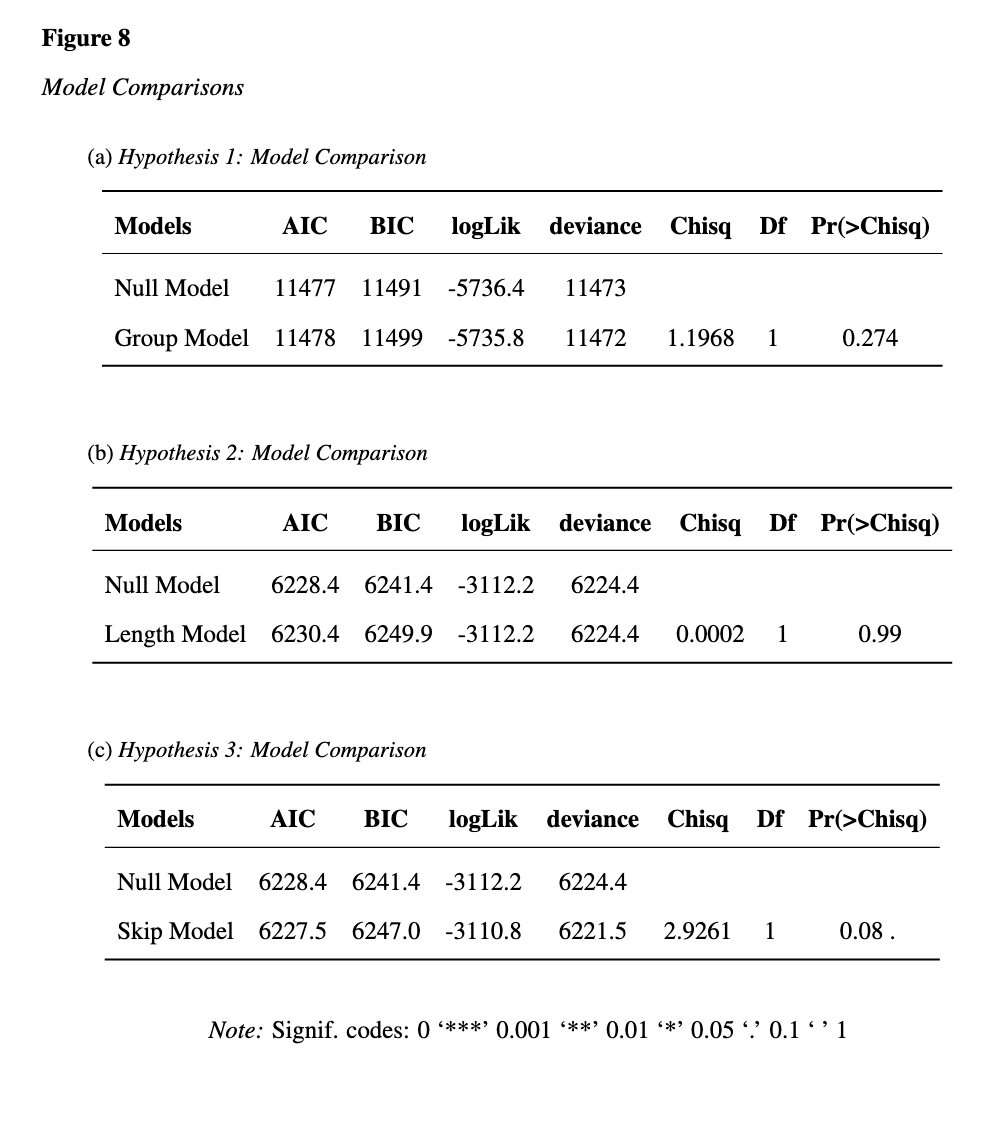 Figure 8
Model Comparisons
(a) Hypothesis 1: Model Comparison
Models AIC BIC logLik deviance Chisq Df Pr(>Chisq)
Null Model 11477 11491 -5736.4 11473
Group Model 11478 11499 -5735.8 11472 1.1968 1 0.274
(b) Hypothesis 2: Model Comparison
Models AIC BIC logLik deviance Chisq Df Pr(>Chisq)
Null Model 6228.4 6241.4 -3112.2 6224.4
Length Model 6230.4 6249.9 -3112.2 6224.4 0.0002 1 0.99
(c) Hypothesis 3: Model Comparison
Models AIC BIC logLik deviance Chisq Df Pr(>Chisq)
Null Model 6228.4 6241.4 -3112.2 6224.4
Skip Model 6227.5 6247.0 -3110.8 6221.5 2.9261 1 0.08 .
Note: Signif. codes: 0 ‘***’ 0.001 ‘**’ 0.01 ‘*’ 0.05 ‘.’ 0.1 ‘ ’ 1